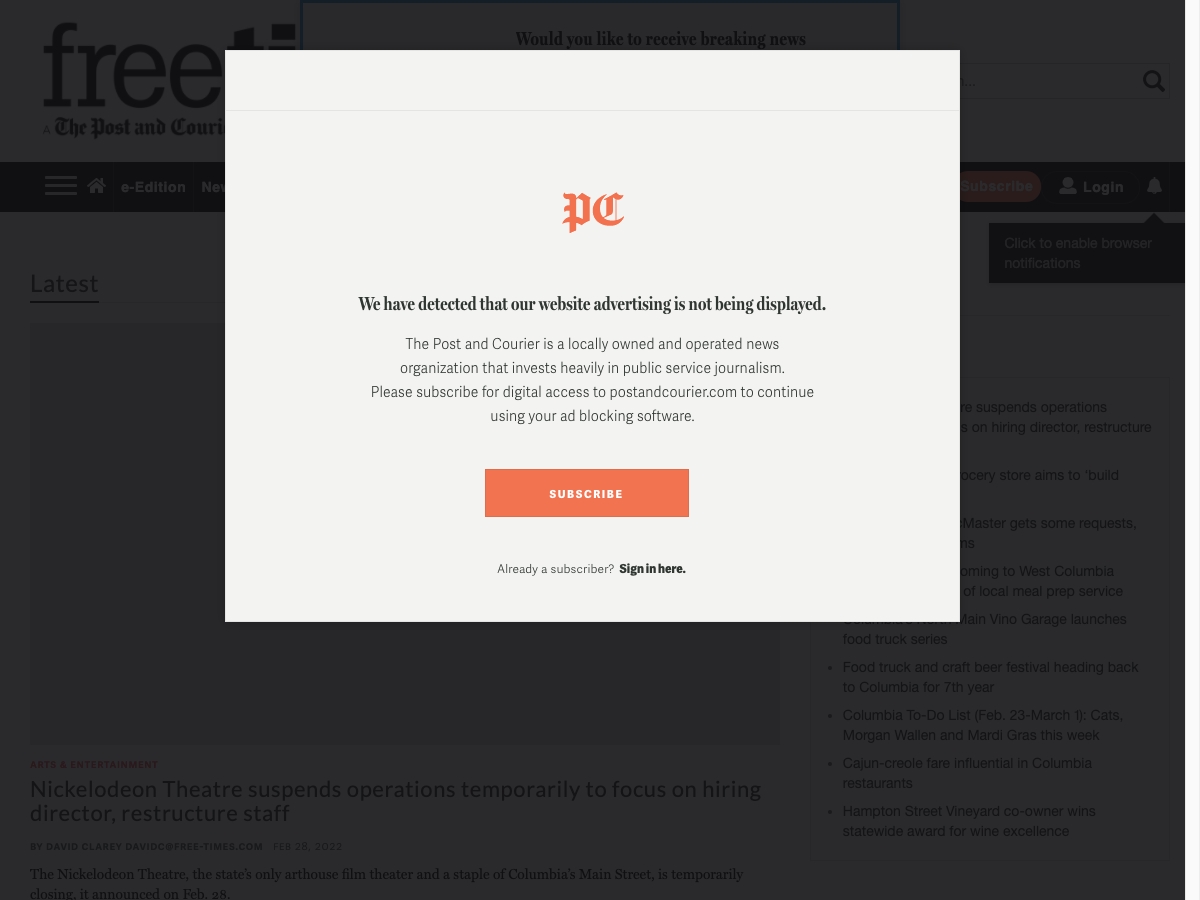 freeti
Would you like to receive breaking news
A The Post and Couri
e-Edition
Subscribe
Login
Click to enable browser
notifications
Latest
PC
We have detected that our website advertising is not being displayed.
The Post and Courier is a locally owned and operated news
organization that invests heavily in public service journalism.
Please subscribe for digital access to postandcourier.com to continue
using your ad blocking software.
SUBSCRIBE
Already a subscriber? Sign in here.
suspends operations
on hiring director, restructure
store aims to 'build
gets some requests,
to West Columbia
of local meal prep service
Main Vino Garage launches
food truck series
• Food truck and craft beer festival heading back
to Columbia for 7th year
• Columbia To-Do List (Feb. 23-March 1): Cats,
Morgan Wallen and Mardi Gras this week
• Cajun-creole fare influential in Columbia
restaurants
• Hampton Street Vineyard co-owner wins
statewide award for wine excellence
ARTS & ENTERTAINMENT
Nickelodeon Theatre suspends operations temporarily to focus on hiring
director, restructure staff
BY DAVID CLAREY DAVIDC@FREE-TIMES.COM FEB 28, 2022
The Nickelodeon Theatre, the state's only arthouse film theater and a staple of Columbia's Main Street, is temporarily
closing, it announced on Feb. 28.